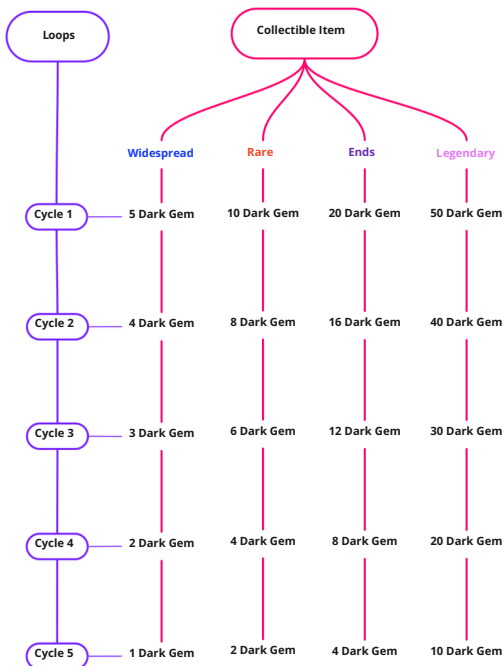 Loops
Collectible Item
Widespread Rare Ends Legendary
Cycle 1 5 Dark Gem 10 Dark Gem 20 Dark Gem 50 Dark Gem
Cycle 2 4 Dark Gem 8 Dark Gem 16 Dark Gem 40 Dark Gem
Cycle 3 3 Dark Gem 6 Dark Gem 12 Dark Gem 30 Dark Gem
Cycle 4 2 Dark Gem 4 Dark Gem 8 Dark Gem 20 Dark Gem
Cycle 5 1 Dark Gem 2 Dark Gem 4 Dark Gem 10 Dark Gem